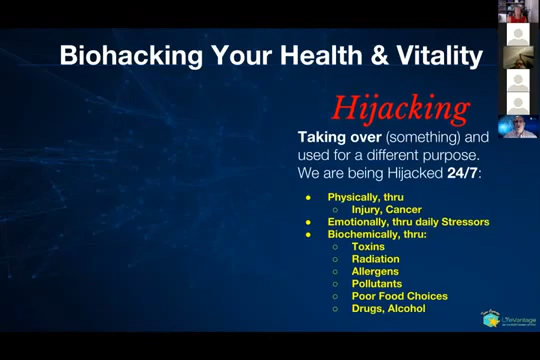 Biohacking Your Health & Vitality
Hijacking
Taking over (something) and
used for a different purpose.
We are being Hijacked 24/7:
● Physically, thru
○ Injury, Cancer
● Emotionally, thru daily Stressors
● Biochemically, thru:
○ Toxins
○ Radiation
○ Allergens
○ Pollutants
○ Poor Food Choices
○ Drugs, Alcohol
LifeVantage